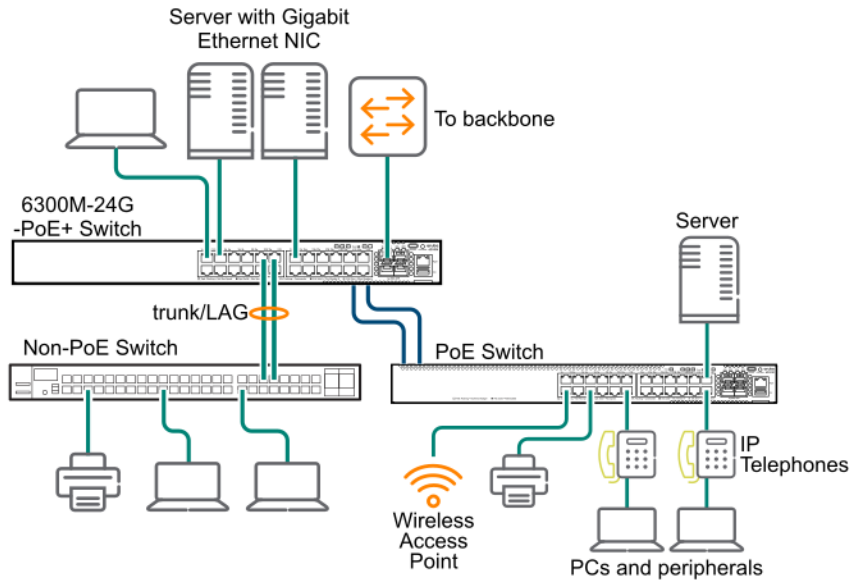 Server with Gigabit
Ethernet NIC
To backbone
6300M-24G
-PoE+ Switch
Server
trunk/LAG
Non-PoE Switch
PoE Switch
IP
Telephones
Wireless
Access
Point
PCs and peripherals